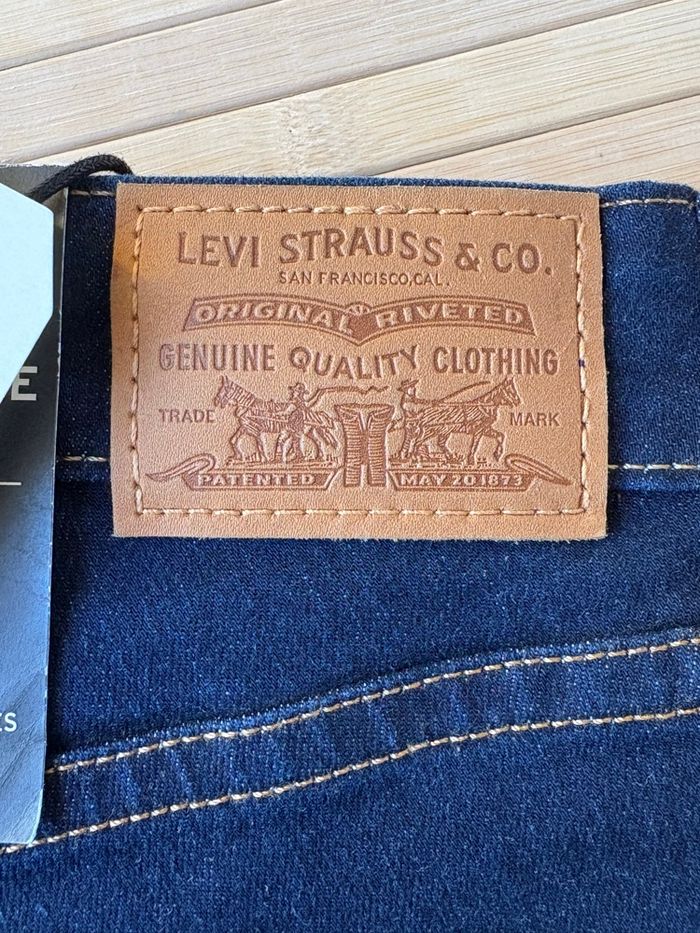 LEVI STRAUSS & CO.
SAN FRANCISCO, CAL.
ORIGINAL RIVETED
GENUINE QUALITY CLOTHING
TRADE MARK
PATENTED MAY 20 1873